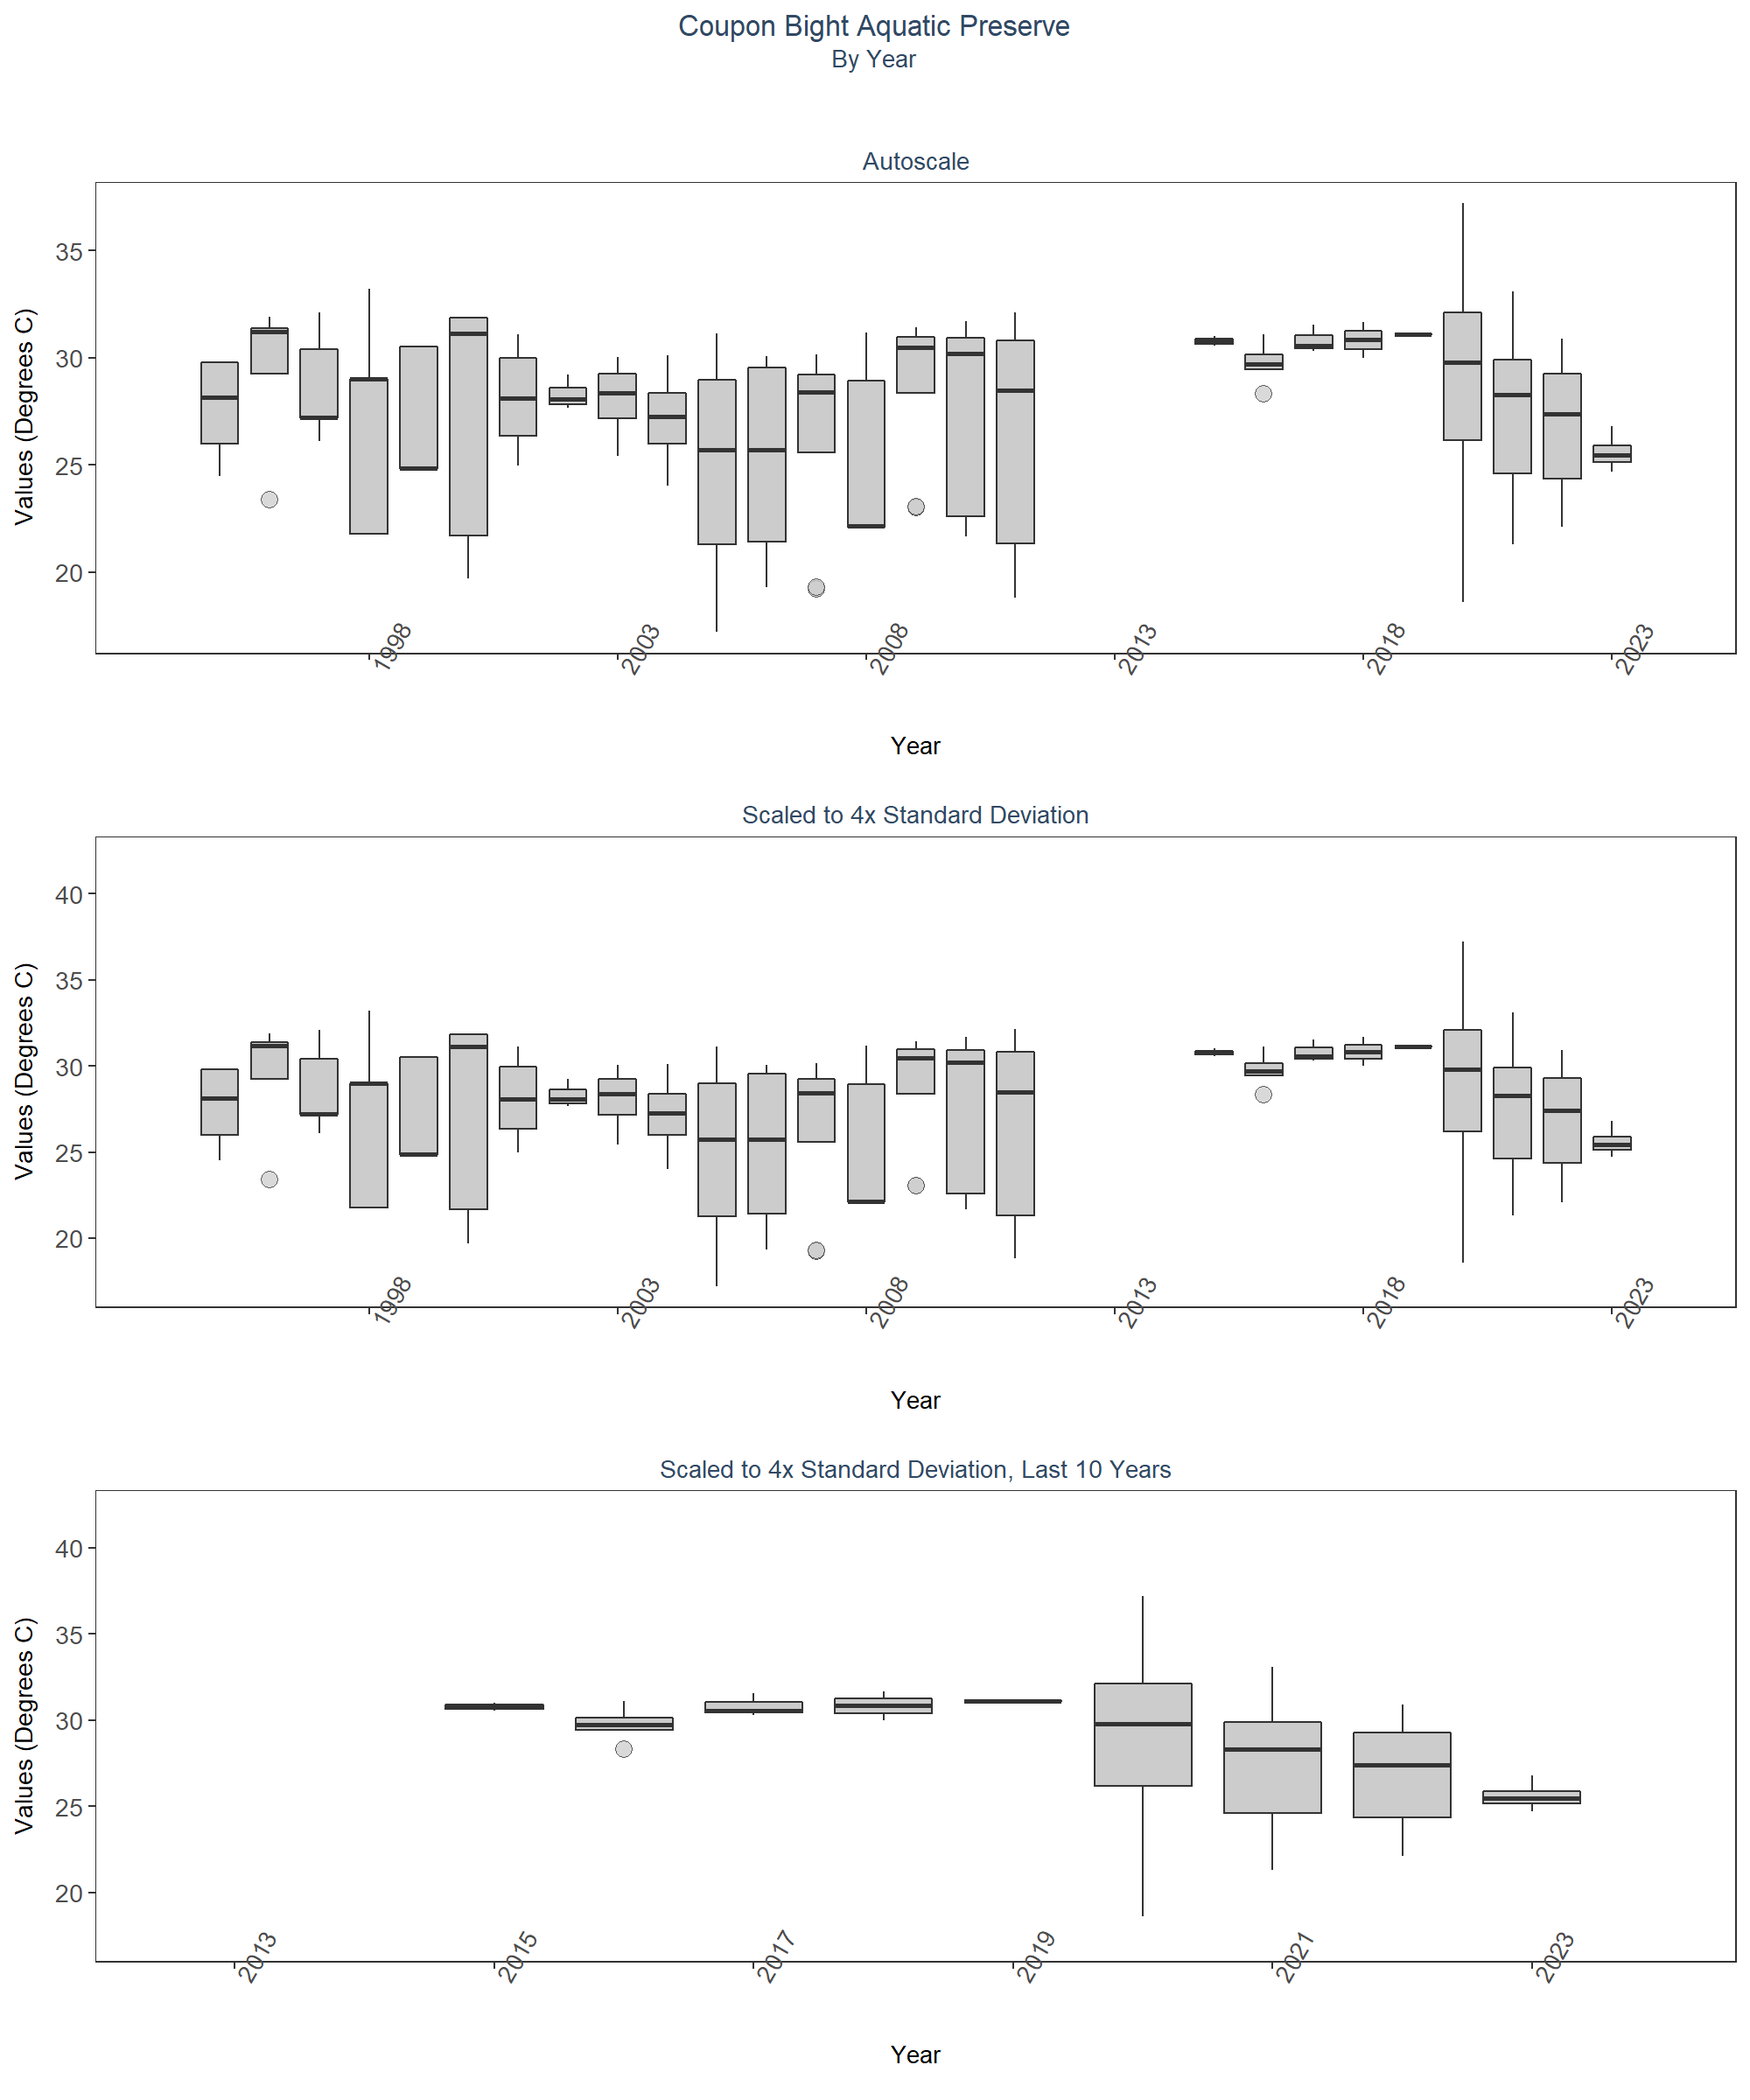 Coupon Bight Aquatic Preserve
By Year
Autoscale
Values (Degrees C)
35
30
25
20
1998
2003
2008
2013
2018
2023
Year
Scaled to 4x Standard Deviation
Values (Degrees C)
40
35
30
25
20
1998
2003
2008
2013
2018
2023
Year
Scaled to 4x Standard Deviation, Last 10 Years
Values (Degrees C)
40
35
30
25
20
2013
2015
2017
2019
2021
2023
Year